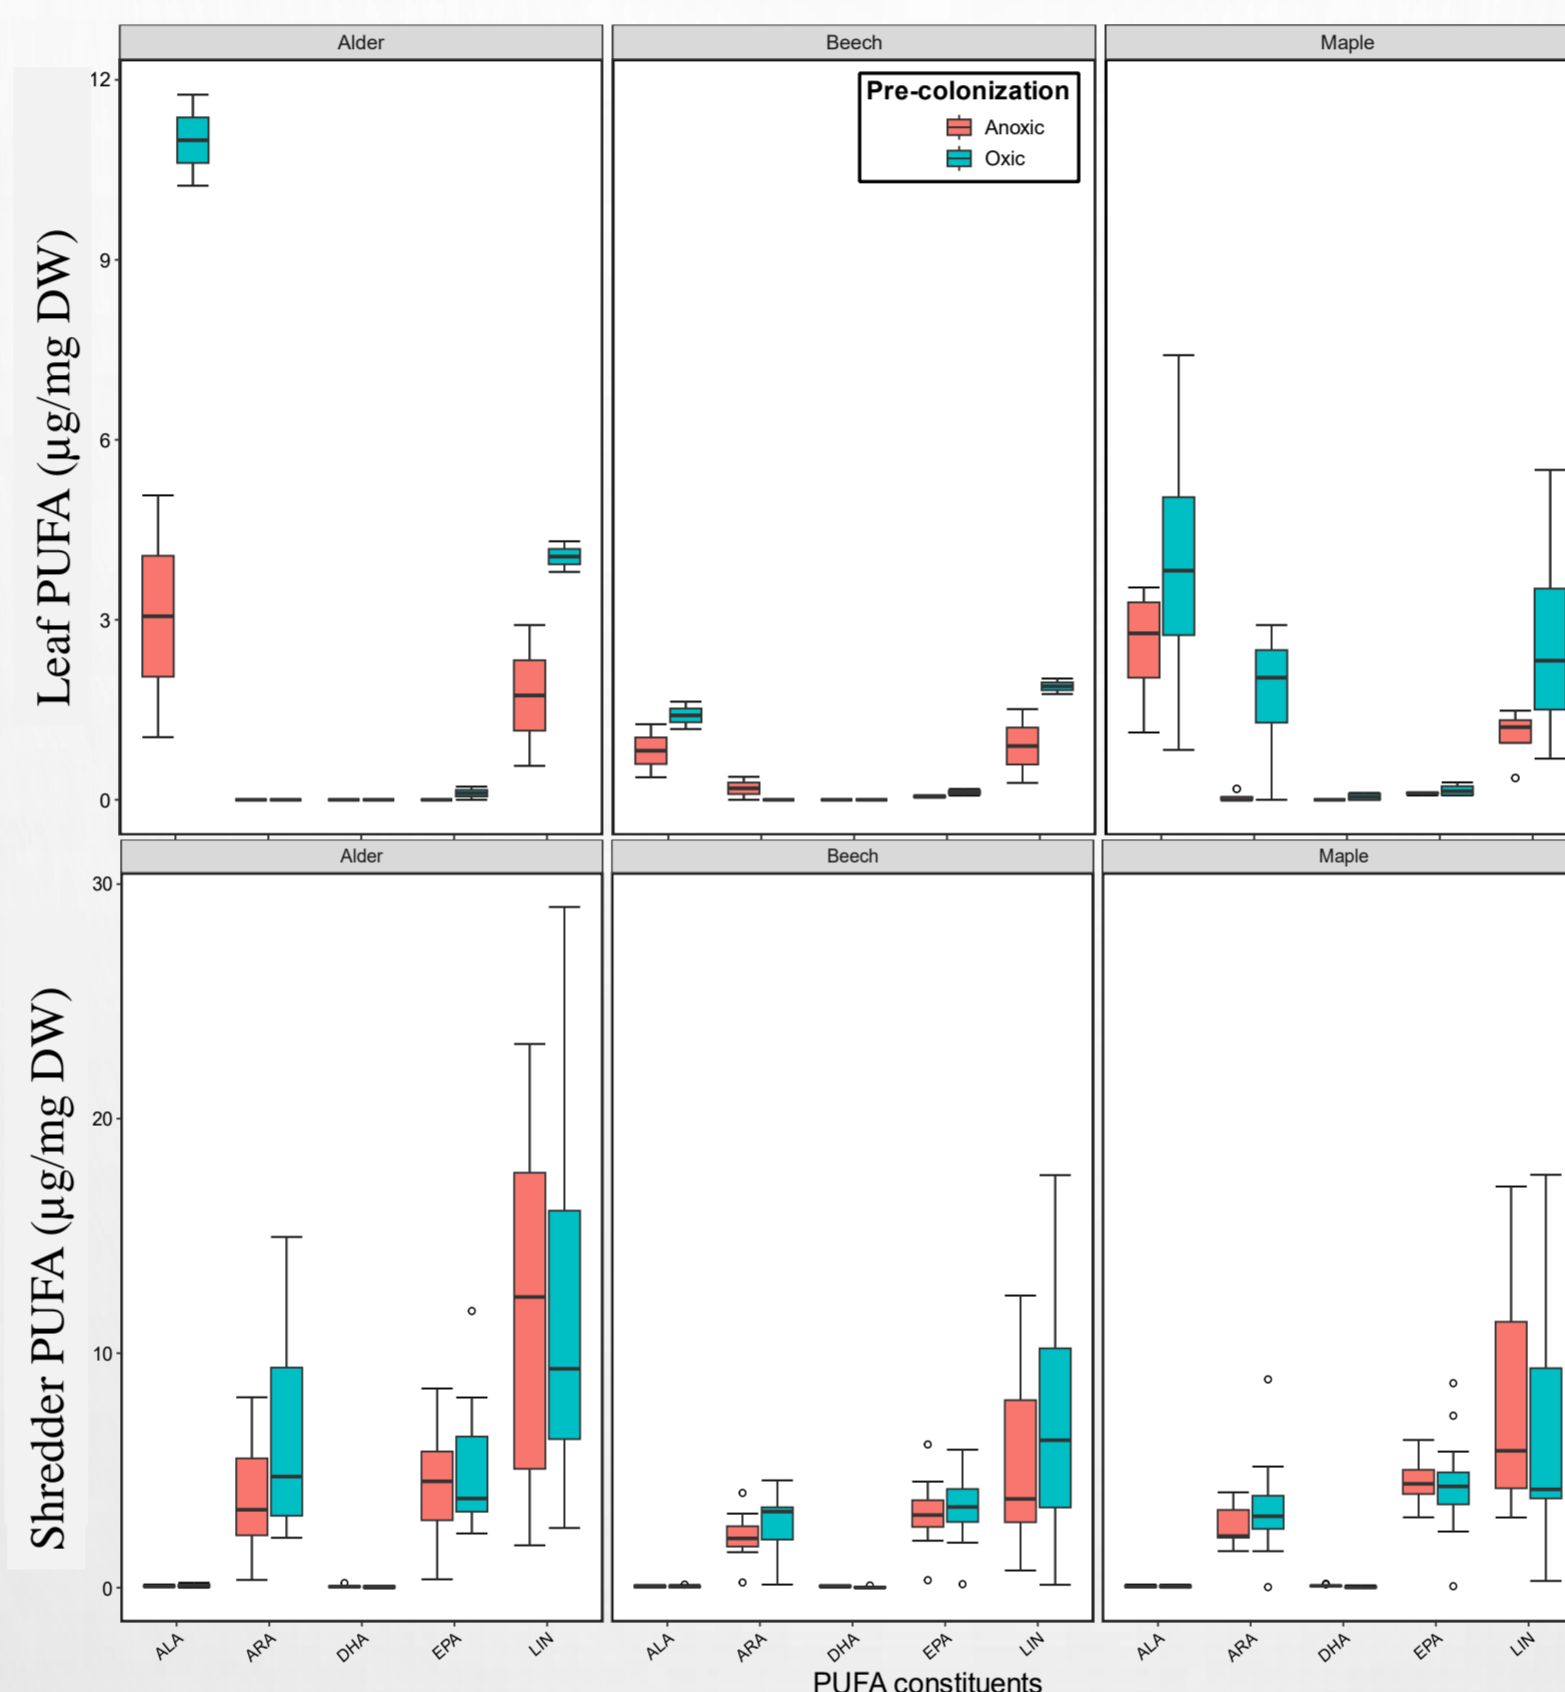 Alder
Beech
Maple
Pre-colonization
Anoxic
Oxic
Leaf PUFA (µg/mg DW)
12
9
6
3
0
Alder
Beech
Maple
Shredder PUFA (µg/mg DW)
30
20
10
0
ALA
ARA
DHA
EPA
LIN
ALA
ARA
DHA
EPA
LIN
ALA
ARA
DHA
EPA
LIN
PUFA constituents